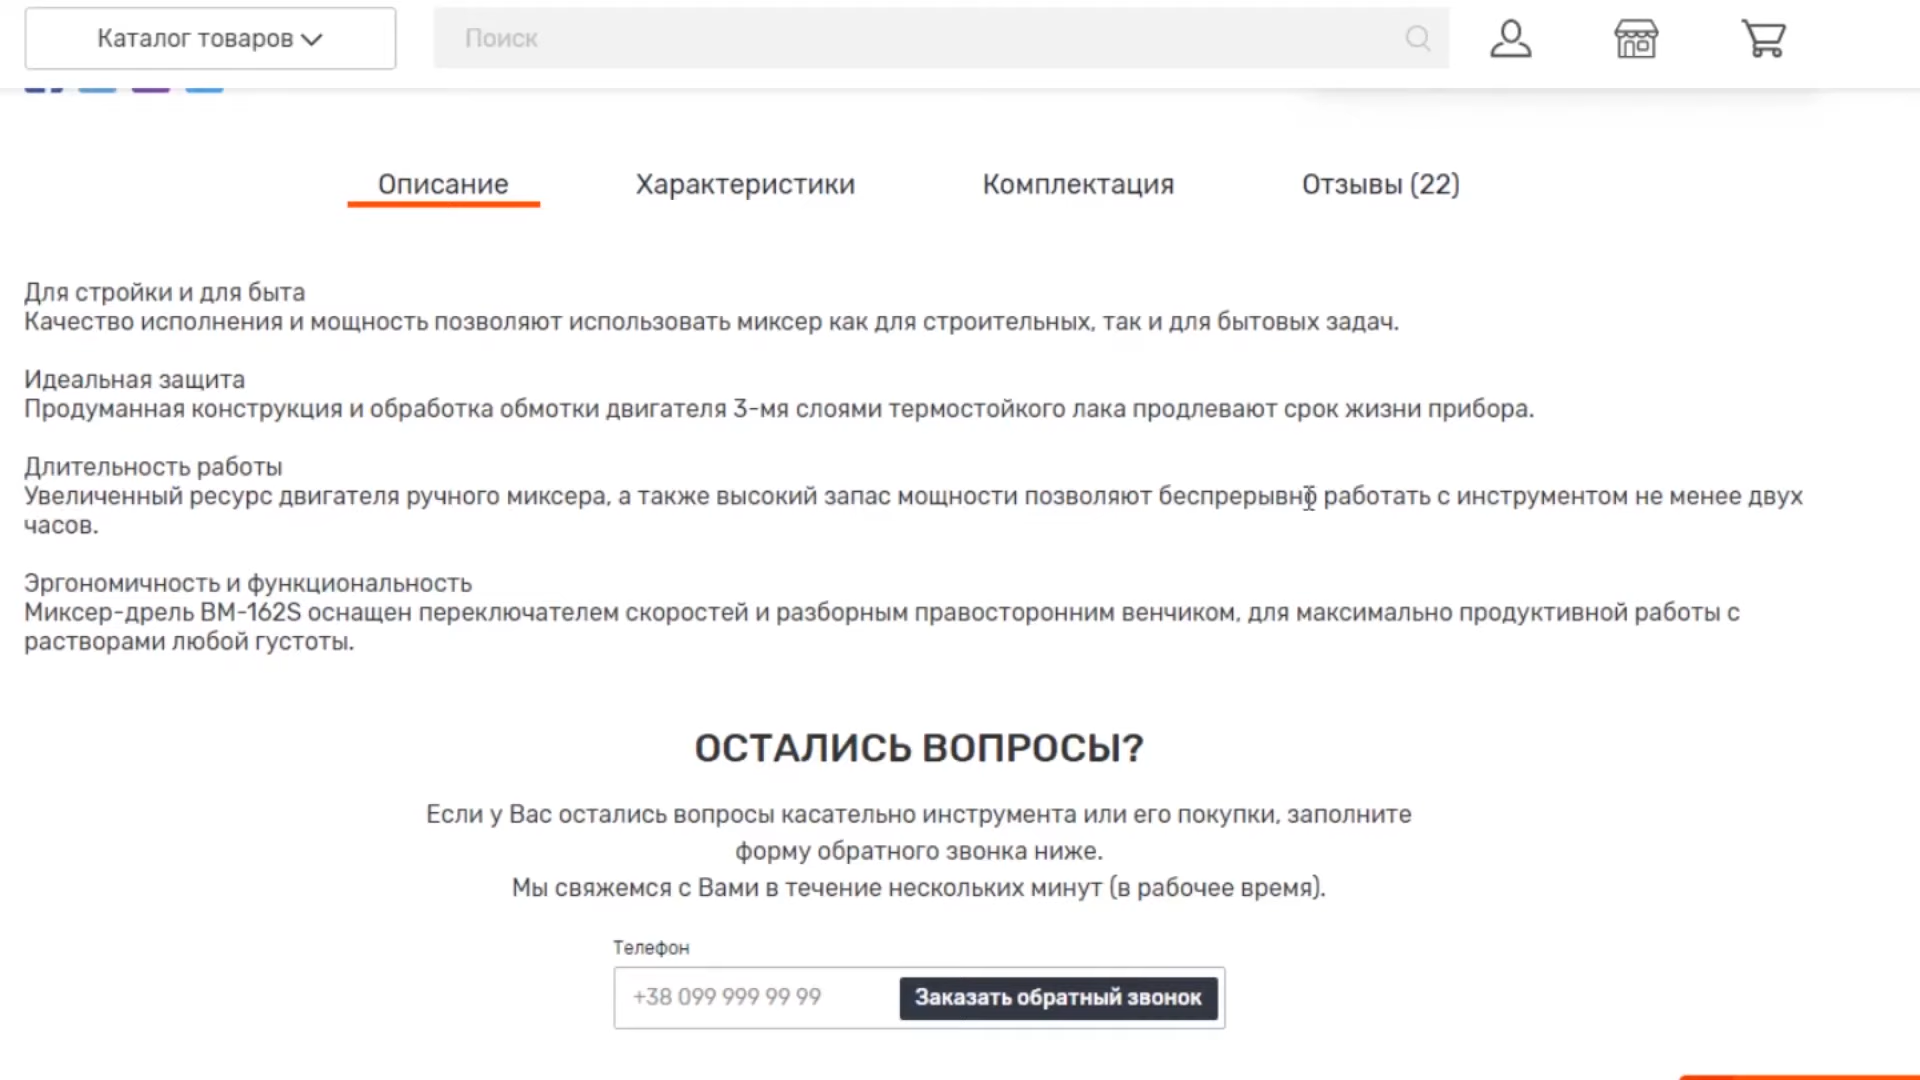 Каталог товаров
Поиск
Описание
Характеристики
Комплектация
Отзывы (22)
Для стройки и для быта
Качество исполнения и мощность позволяют использовать миксер как для строительных, так и для бытовых задач.
Идеальная защита
Продуманная конструкция и обработка обмотки двигателя 3-мя слоями термостойкого лака продлевают срок жизни прибора.
Длительность работы
Увеличенный ресурс двигателя ручного миксера, а также высокий запас мощности позволяют беспрерывно работать с инструментом не менее двух
часов.
Эргономичность и функциональность
Миксер-дрель BM-162S оснащен переключателем скоростей и разборным правосторонним венчиком, для максимально продуктивной работы с
растворами любой густоты.
ОСТАЛИСЬ ВОПРОСЫ?
Если у Вас остались вопросы касательно инструмента или его покупки, заполните
форму обратного звонка ниже.
Мы свяжемся с Вами в течение нескольких минут (в рабочее время).
Телефон
+38 099 999 99 99
Заказать обратный звонок